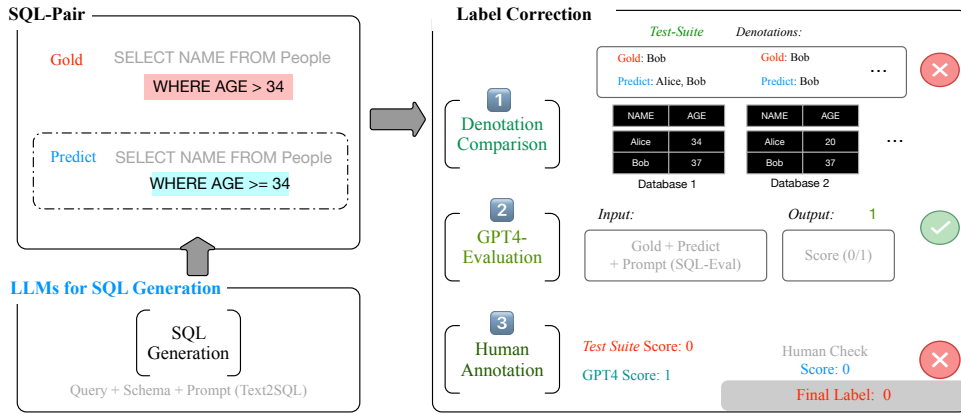 SQL-Pair
Gold
SELECT NAME FROM People
WHERE AGE > 34
Predict
SELECT NAME FROM People
WHERE AGE >= 34
LLMs for SQL Generation
SQL
Generation
Query + Schema + Prompt (Text2SQL)
Label Correction
Test-Suite Denotations:
Gold: Bob
Predict: Alice, Bob
Gold: Bob
Predict: Bob
...
1
Denotation
Comparison
NAME AGE
Alice 34
Bob 37
Database 1
NAME AGE
Alice 20
Bob 37
Database 2
...
2
GPT4-
Evaluation
Input:
Gold + Predict
+ Prompt (SQL-Eval)
Output: 1
Score (0/1)
3
Human
Annotation
Test Suite Score: 0
GPT4 Score: 1
Human Check
Score: 0
Final Label: 0